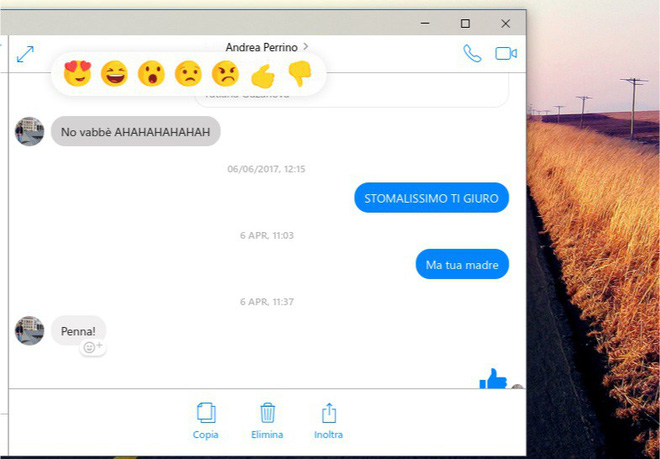 Andrea Perrino
No vabbè AHAHAHAHAHAH
06/06/2017, 12:15
STOMALISSIMO TI GIURO
6 APR, 11:03
Ma tua madre
6 APR, 11:37
Penna!
Copia
Elimina
Inoltra